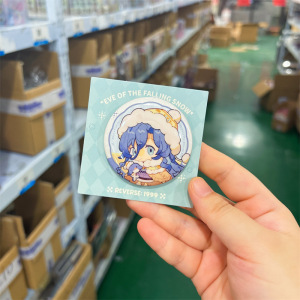 "EVE OF THE FALLING SNOW"
REVERSE: 1999